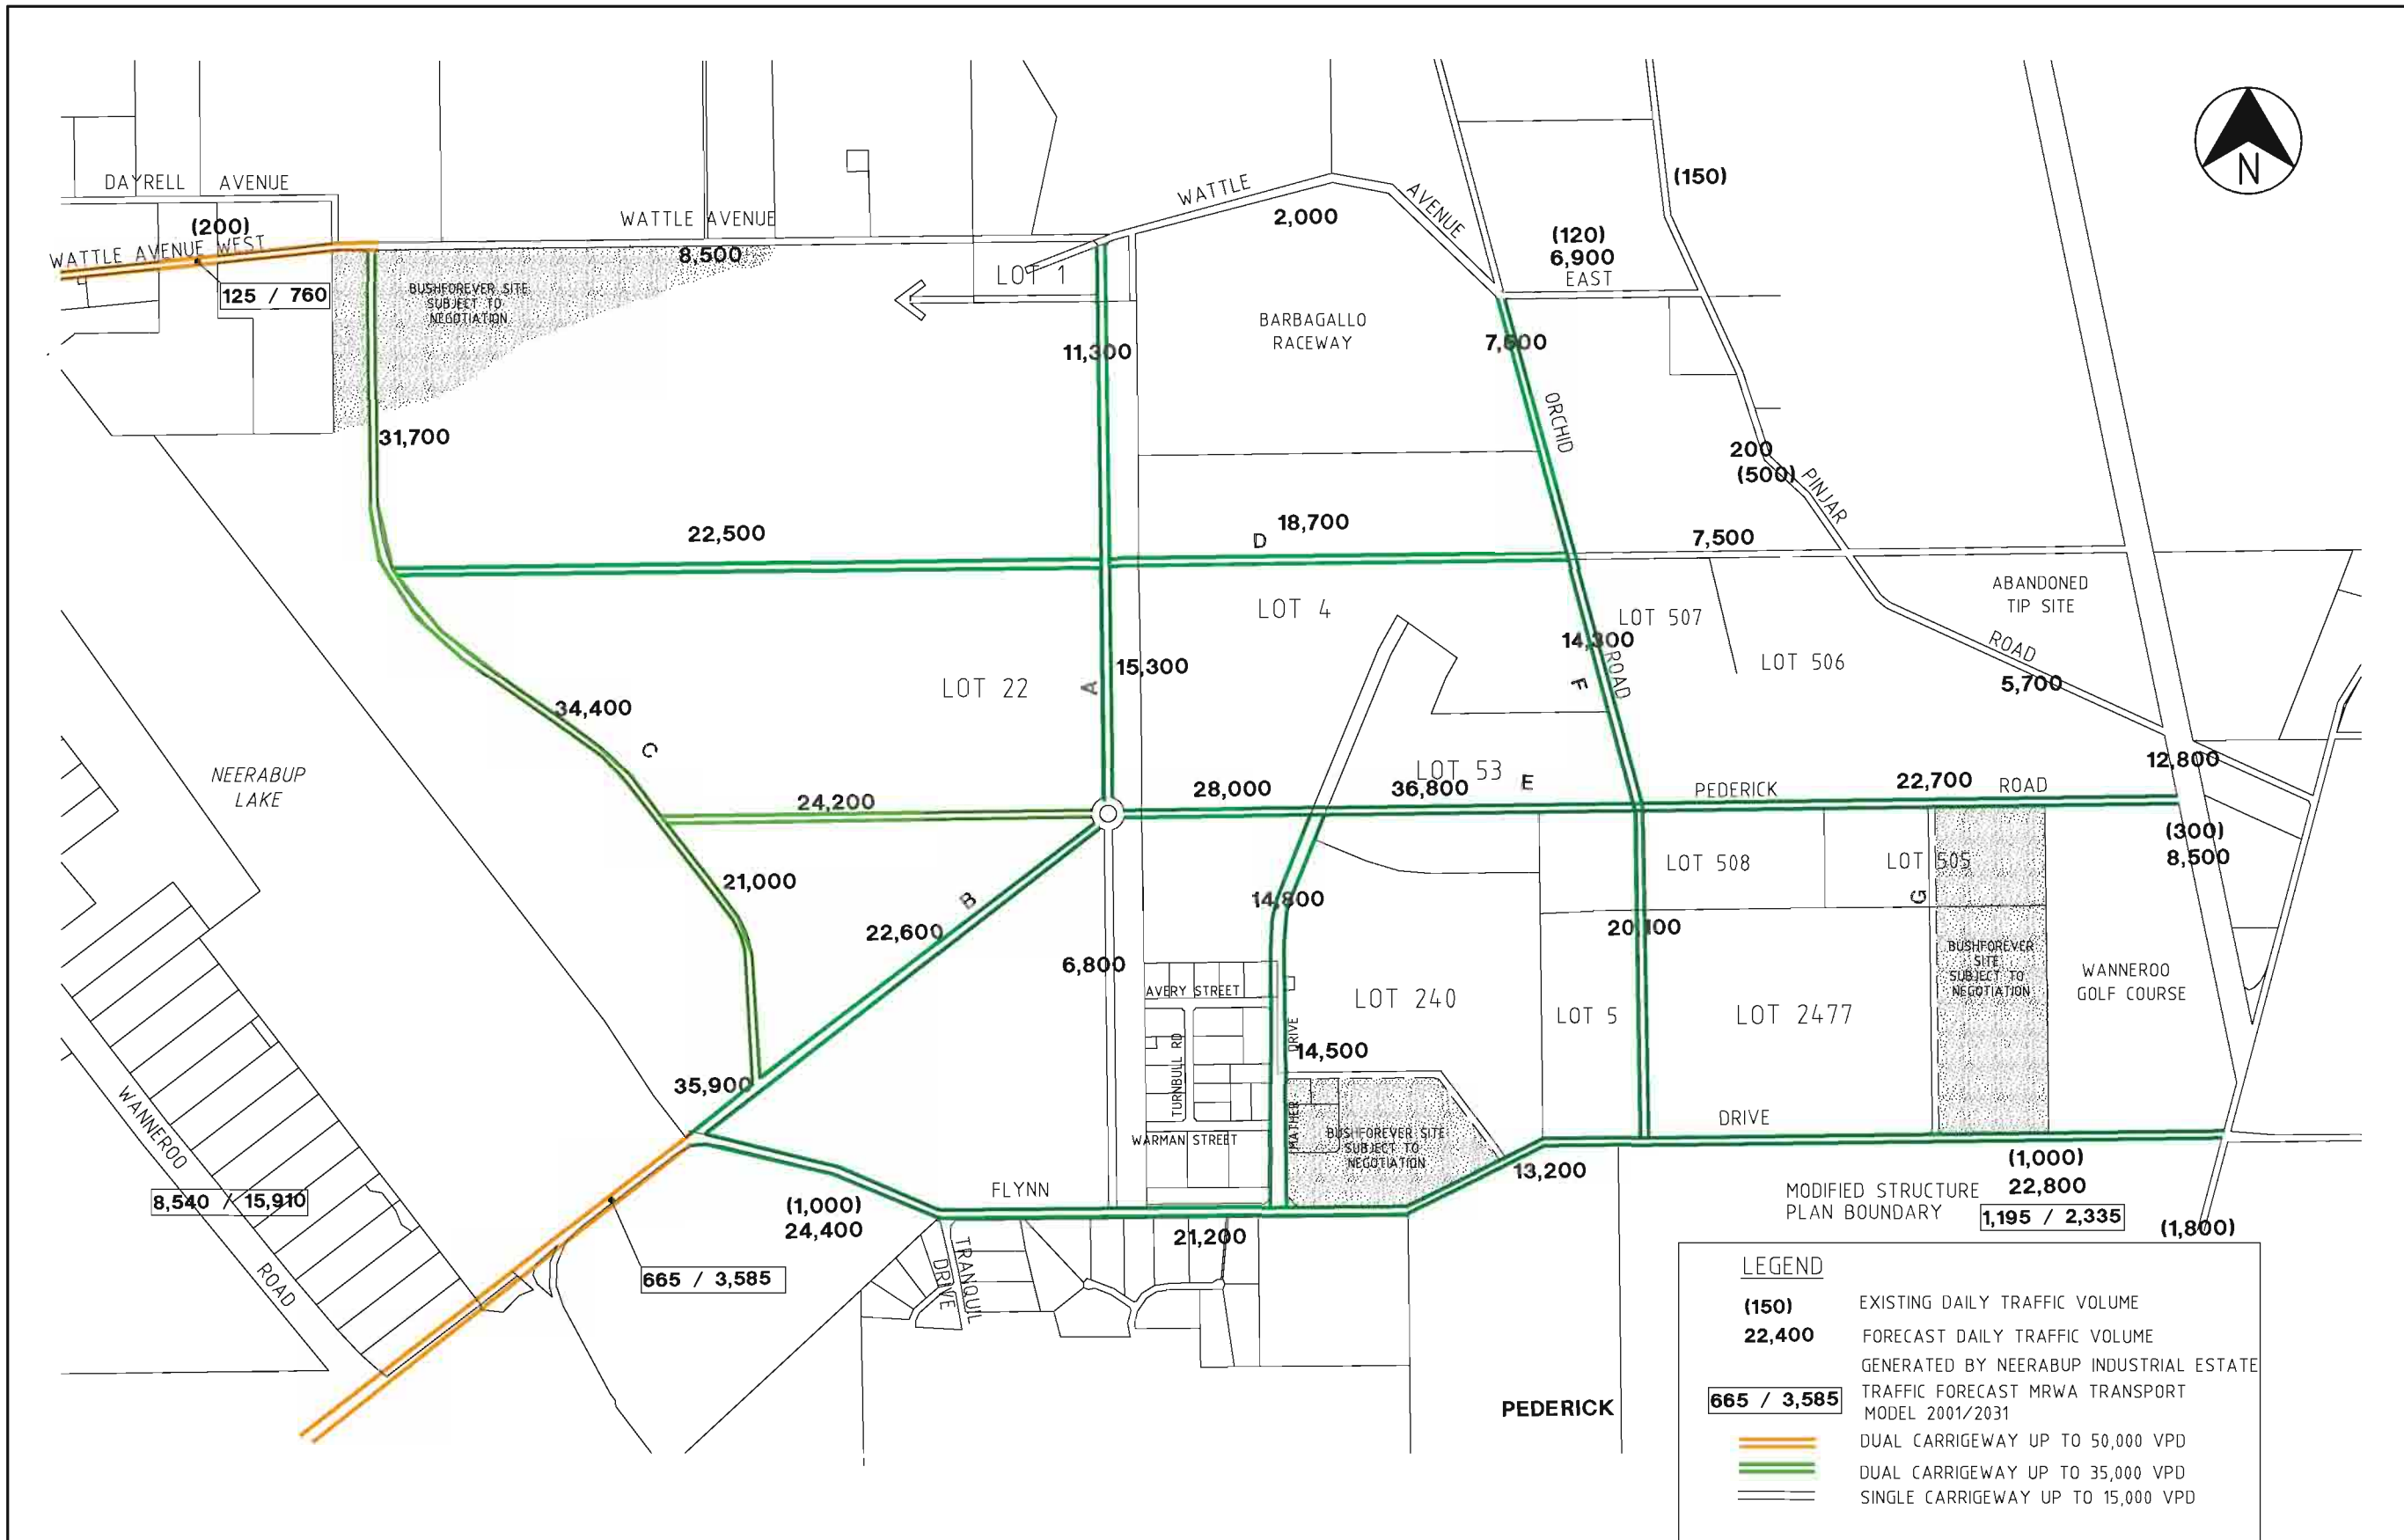 N
(150)
DAYRELL AVENUE
WATTLE AVENUE
WATTLE
AVENUE
2,000
(200)
WATTLE AVENUE WEST
8,500
(120)
6,900
EAST
LOT 1
125 / 760
BUSHFOREVER SITE
SUBJECT TO
NEGOTIATION
BARBAGALLO
RACEWAY
11,300
7,600
ORCHID
31,700
200
(500)
PINJAR
22,500
18,700
D
7,500
ABANDONED
TIP SITE
LOT 4
LOT 507
14,300
ROAD
F
LOT 506
ROAD
5,700
15,300
A
LOT 22
34,400
C
NEERABUP
LAKE
12,800
LOT 53
E
24,200
28,000
36,800
PEDERICK
22,700
ROAD
(300)
8,500
LOT 508
LOT 505
G
21,000
B
22,600
14,800
20,100
6,800
BUSHFOREVER
SITE
SUBJECT TO
NEGOTIATION
WANNEROO
GOLF COURSE
AVERY STREET
LOT 240
LOT 5
LOT 2477
TURNBULL RD
DRIVE
14,500
35,900
MATHER
WARMAN STREET
BUSHFOREVER SITE
SUBJECT TO
NEGOTIATION
DRIVE
WANNEROO
ROAD
8,540 / 15,910
13,200
(1,000)
22,800
1,195 / 2,335
MODIFIED STRUCTURE
PLAN BOUNDARY
(1,800)
FLYNN
(1,000)
24,400
21,200
TRANQUIL
DRIVE
665 / 3,585
PEDERICK
LEGEND
(150) EXISTING DAILY TRAFFIC VOLUME
22,400 FORECAST DAILY TRAFFIC VOLUME
GENERATED BY NEERABUP INDUSTRIAL ESTATE
665 / 3,585 TRAFFIC FORECAST MRWA TRANSPORT
MODEL 2001/2031
DUAL CARRIGEWAY UP TO 50,000 VPD
DUAL CARRIGEWAY UP TO 35,000 VPD
SINGLE CARRIGEWAY UP TO 15,000 VPD